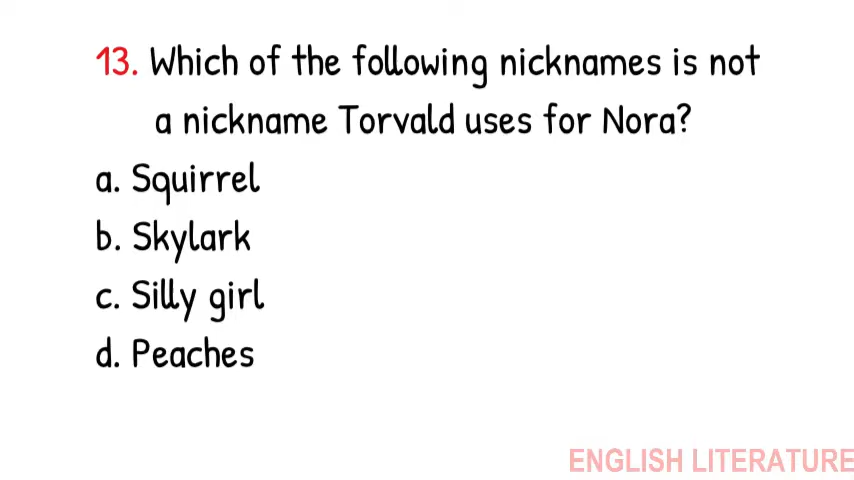 13. Which of the following nicknames is not
a nickname Torvald uses for Nora?
a. Squirrel
b. Skylark
c. Silly girl
d. Peaches
ENGLISH LITERATURE